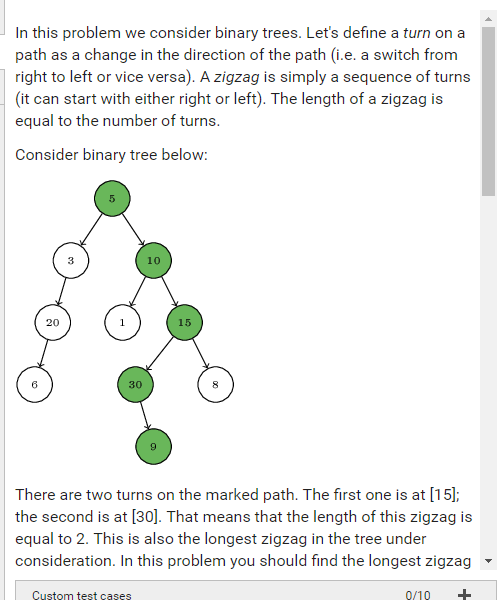 In this problem we consider binary trees. Let's define a turn on a
path as a change in the direction of the path (i.e. a switch from
right to left or vice versa). A zigzag is simply a sequence of turns
(it can start with either right or left). The length of a zigzag is
equal to the number of turns.
Consider binary tree below:
5
3 10
20 1 15
6 30 8
9
There are two turns on the marked path. The first one is at [15];
the second is at [30]. That means that the length of this zigzag is
equal to 2. This is also the longest zigzag in the tree under
consideration. In this problem you should find the longest zigzag
Custom test cases 0/10 +